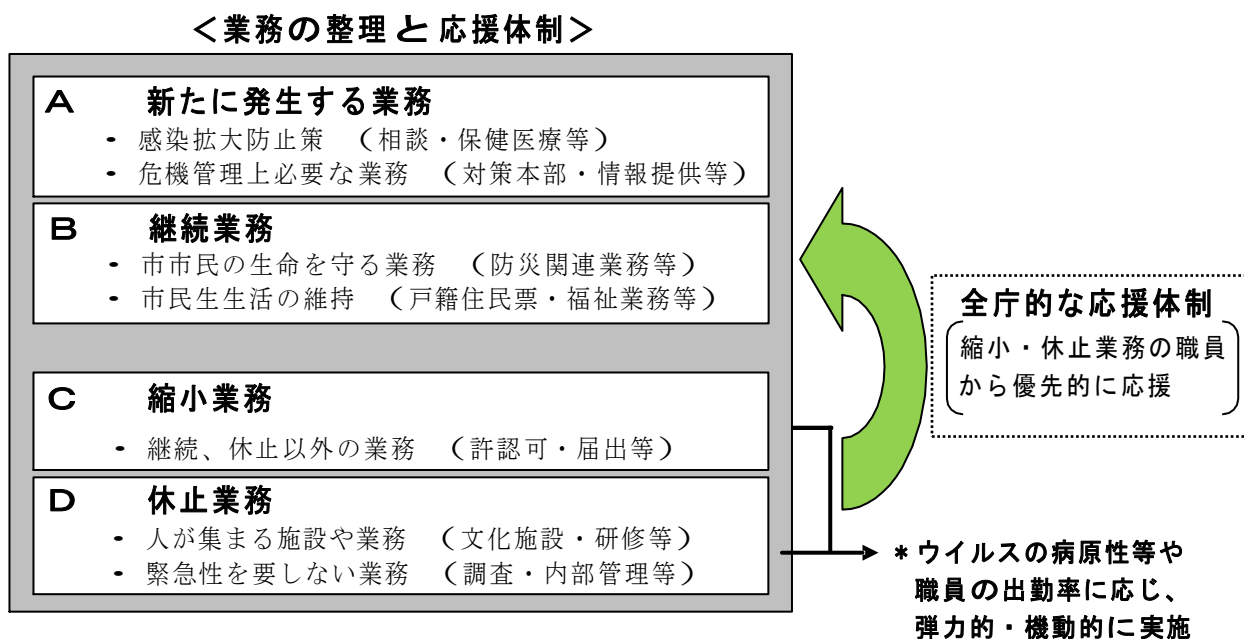 ＜業務の整理と応援体制＞
A 新たに発生する業務
・ 感染拡大防止策 （相談・保健医療等）
・ 危機管理上必要な業務 （対策本部・情報提供等）
B 継続業務
・ 市市民の生命を守る業務 （防災関連業務等）
・ 市民生生活の維持 （戸籍住民票・福祉業務等）
C 縮小業務
・ 継続、休止以外の業務 （許認可・届出等）
D 休止業務
・ 人が集まる施設や業務 （文化施設・研修等）
・ 緊急性を要しない業務 （調査・内部管理等）
全庁的な応援体制
縮小・休止業務の職員
から優先的に応援
＊ウイルスの病原性等や
職員の出勤率に応じ、
弾力的・機動的に実施